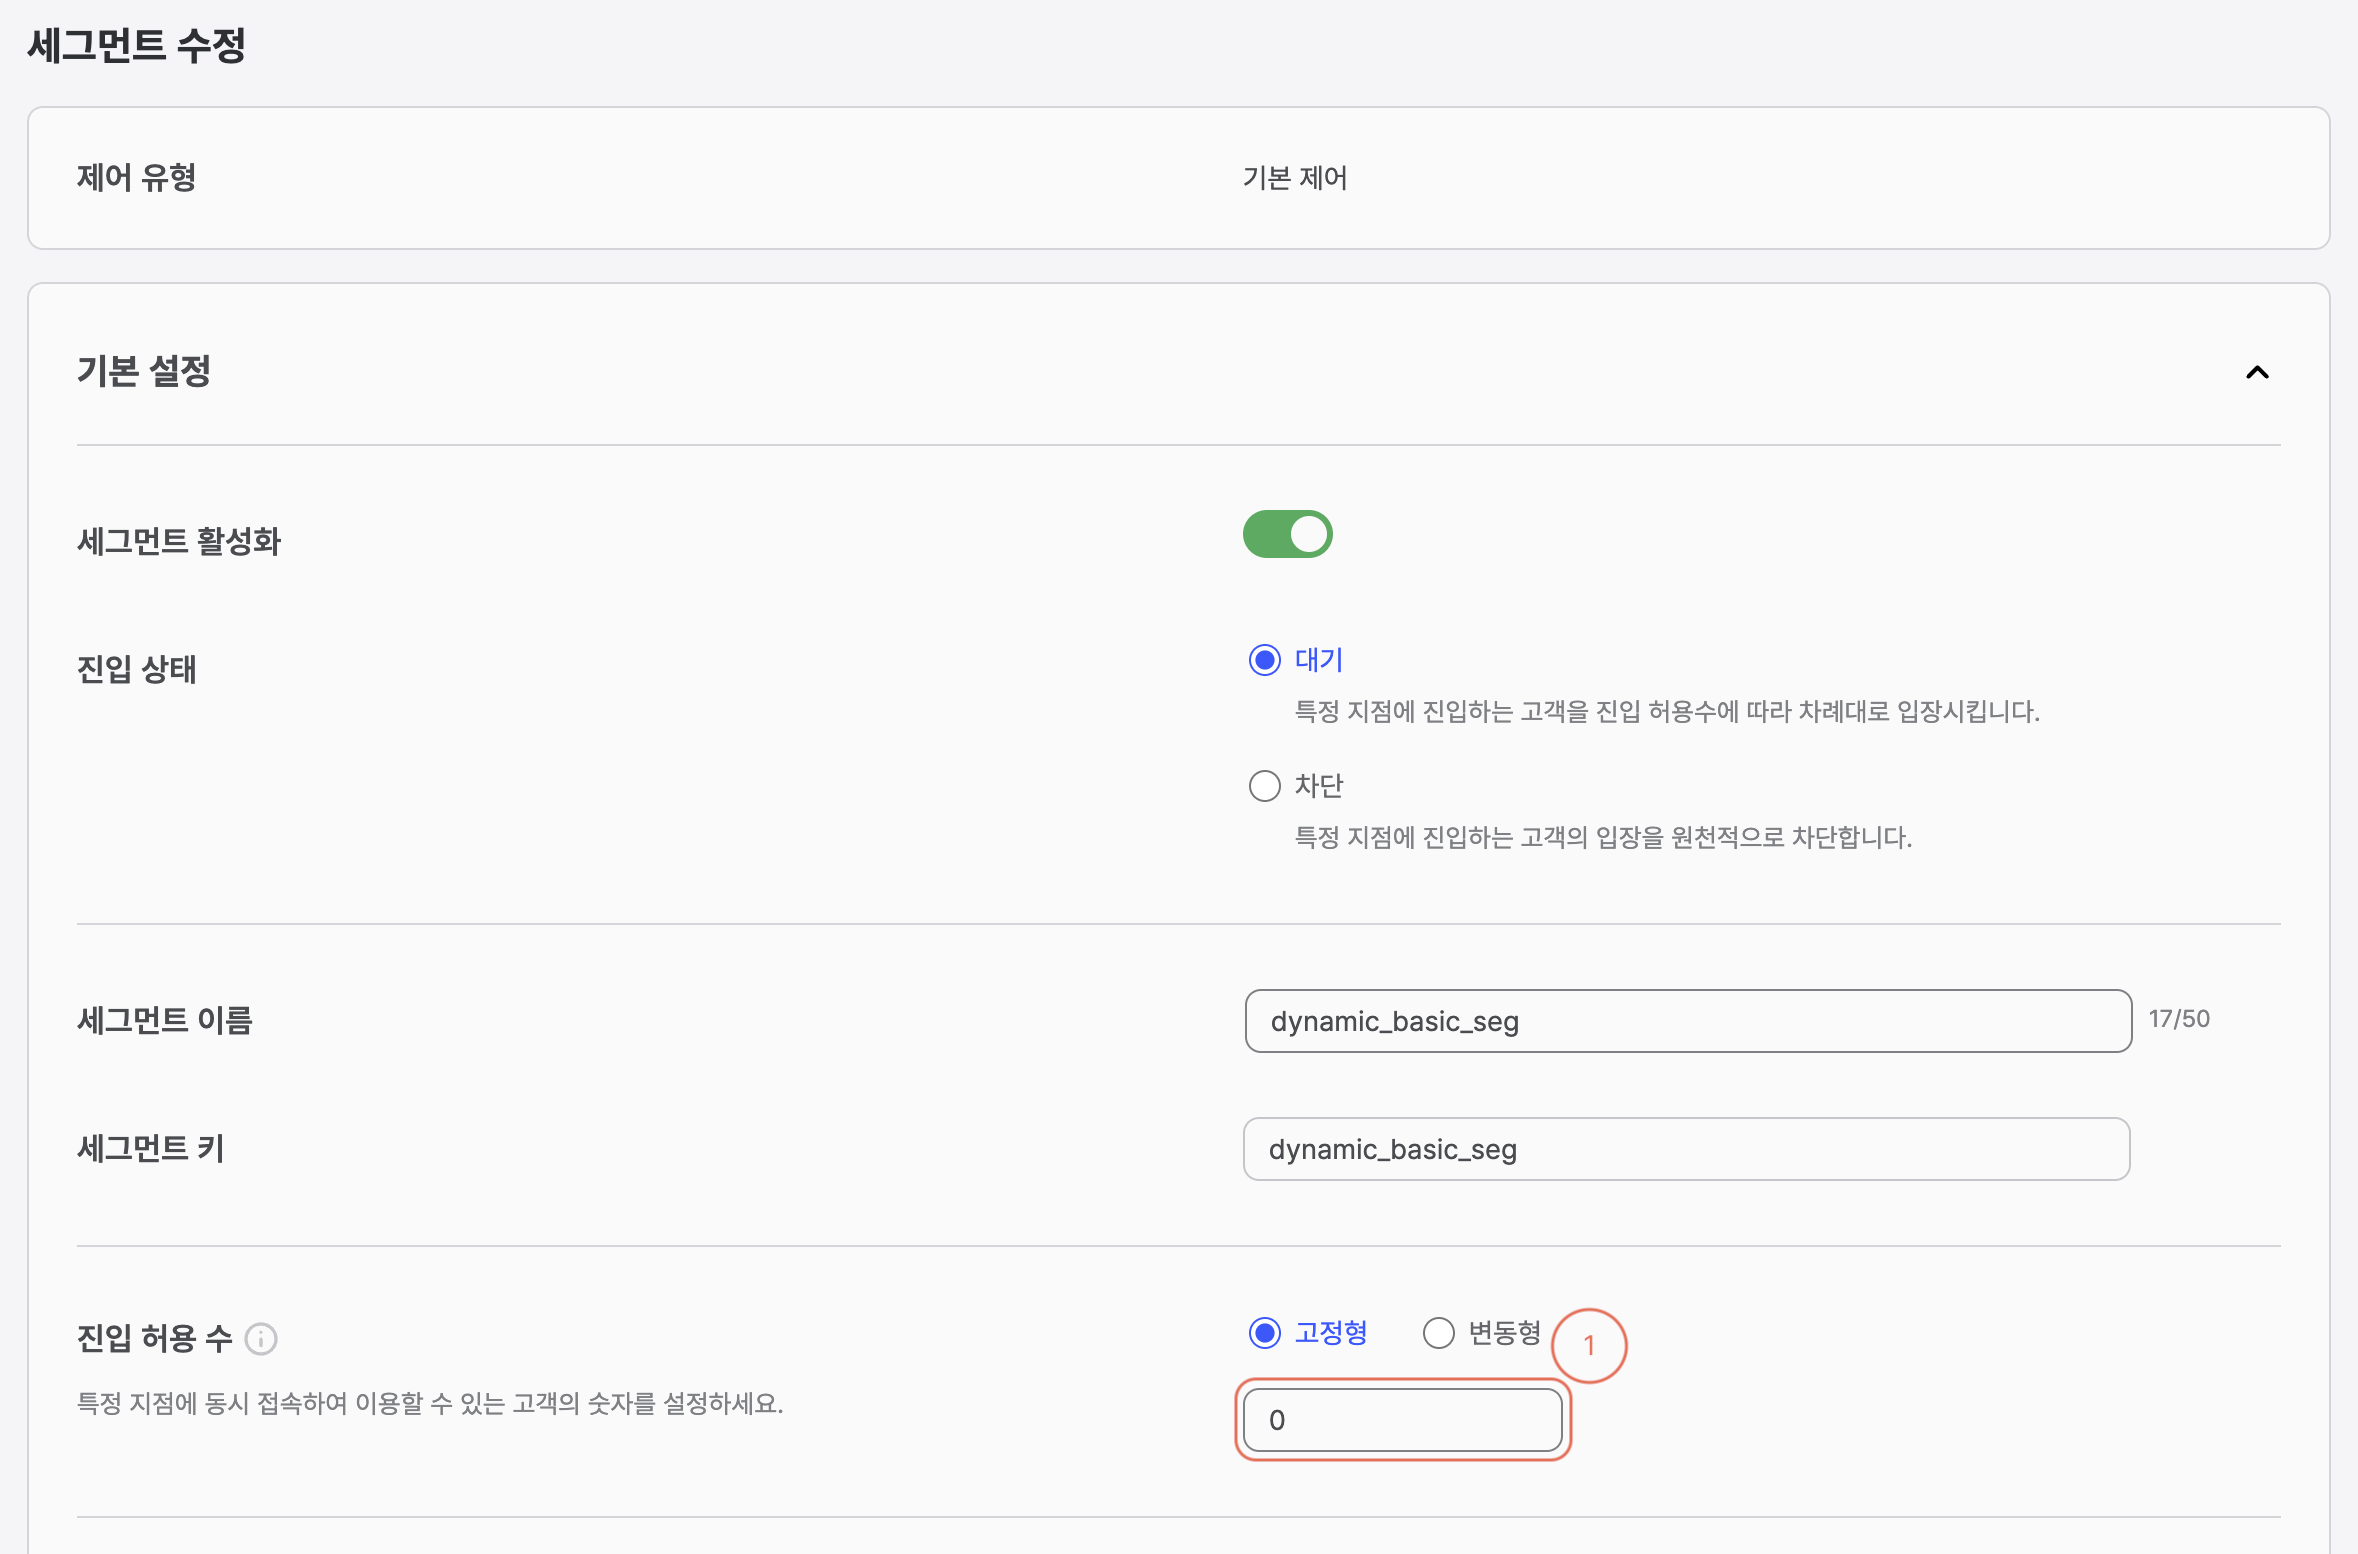 세그먼트 수정
제어 유형
기본 제어
기본 설정
세그먼트 활성화
진입 상태
대기
특정 지점에 진입하는 고객을 진입 허용수에 따라 차례대로 입장시킵니다.
차단
특정 지점에 진입하는 고객의 입장을 원천적으로 차단합니다.
세그먼트 이름
dynamic_basic_seg
17/50
세그먼트 키
dynamic_basic_seg
진입 허용 수
고정형
변동형
1
특정 지점에 동시 접속하여 이용할 수 있는 고객의 숫자를 설정하세요.
0